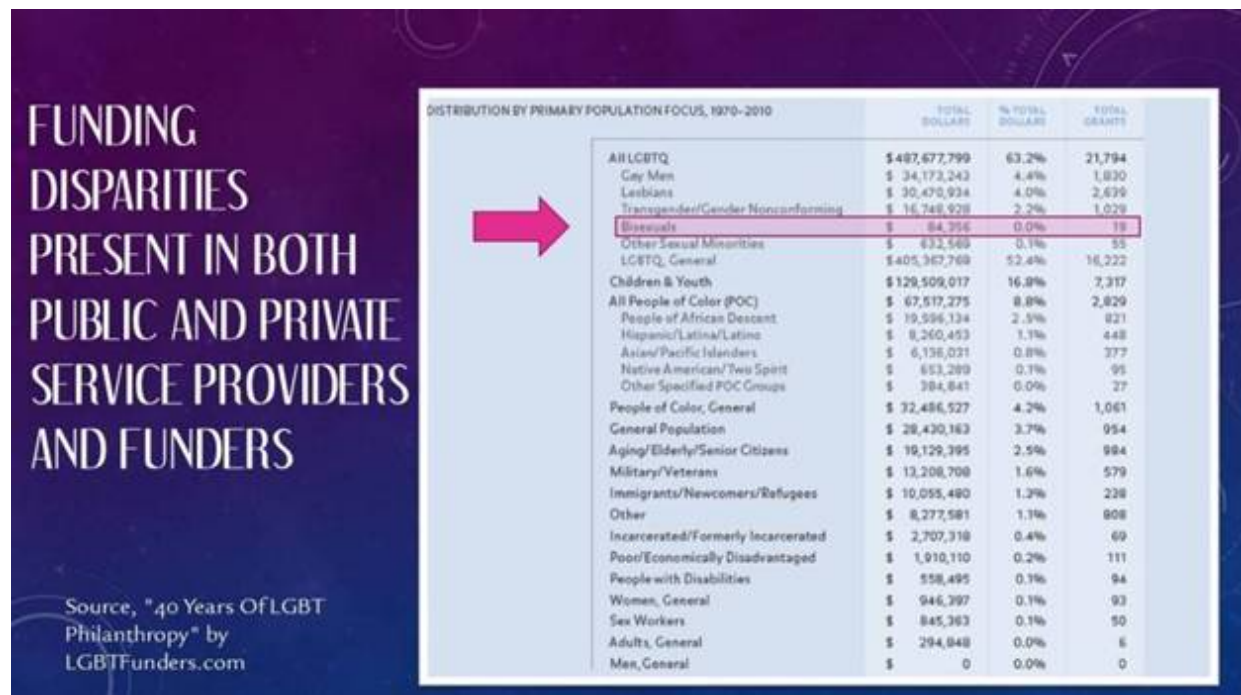 FUNDING
DISPARITIES
PRESENT IN BOTH
PUBLIC AND PRIVATE
SERVICE PROVIDERS
AND FUNDERS
Source, "40 Years Of LGBT
Philanthropy" by
LGBTFunders.com
DISTRIBUTION BY PRIMARY POPULATION FOCUS, 1970–2010 TOTAL DOLLARS % TOTAL DOLLARS TOTAL GRANTS
All LGBTQ $487,677,799 63.2% 21,794
Gay Men $ 34,173,243 4.4% 1,830
Lesbians $ 30,470,934 4.0% 2,639
Transgender/Gender Nonconforming $ 16,748,928 2.2% 1,029
Bisexuals $ 84,356 0.0% 19
Other Sexual Minorities $ 632,569 0.1% 55
LGBTQ, General $405,367,769 52.4% 16,222
Children & Youth $129,509,017 16.8% 7,317
All People of Color (POC) $ 67,517,275 8.8% 2,829
People of African Descent $ 19,596,134 2.5% 821
Hispanic/Latina/Latino $ 8,260,453 1.1% 448
Asian/Pacific Islanders $ 6,136,031 0.8% 377
Native American/Two Spirit $ 653,289 0.1% 95
Other Specified POC Groups $ 384,841 0.0% 27
People of Color, General $ 32,486,527 4.2% 1,061
General Population $ 28,430,163 3.7% 954
Aging/Elderly/Senior Citizens $ 19,129,395 2.5% 984
Military/Veterans $ 13,208,708 1.6% 579
Immigrants/Newcomers/Refugees $ 10,055,480 1.3% 238
Other $ 8,277,581 1.1% 808
Incarcerated/Formerly Incarcerated $ 2,707,318 0.4% 69
Poor/Economically Disadvantaged $ 1,910,110 0.2% 111
People with Disabilities $ 558,495 0.1% 94
Women, General $ 946,397 0.1% 93
Sex Workers $ 845,363 0.1% 50
Adults, General $ 294,848 0.0% 6
Men, General $ 0 0.0% 0